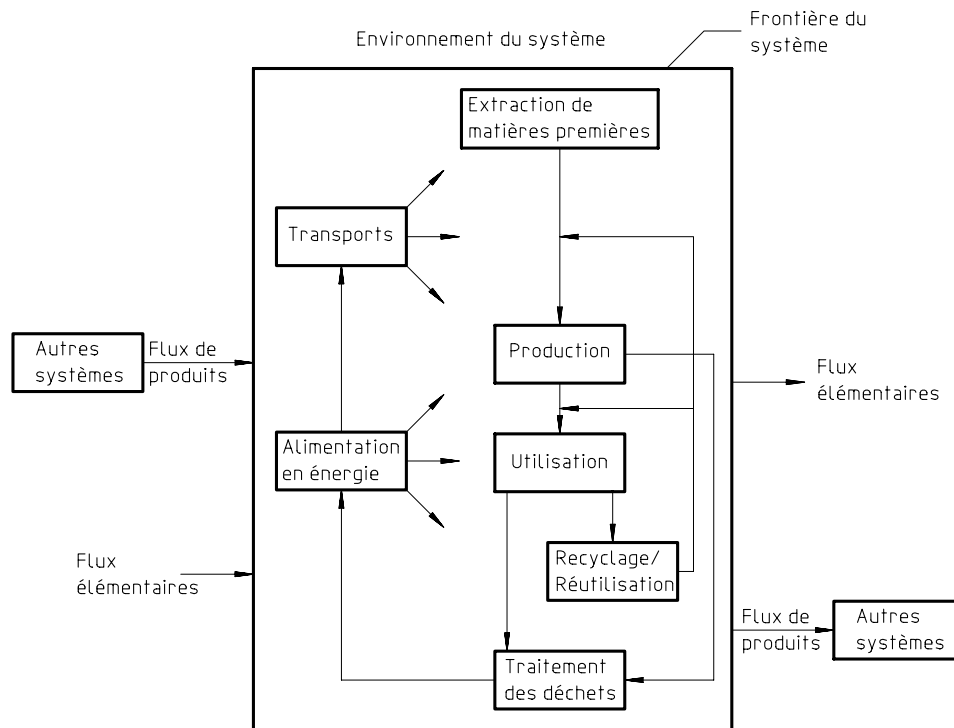 Environnement du système
Frontière du
système
Extraction de
matières premières
Transports
Autres
systèmes
Flux de
produits
Production
Flux
élémentaires
Alimentation
en énergie
Utilisation
Flux
élémentaires
Recyclage/
Réutilisation
Flux de
produits
Autres
systèmes
Traitement
des déchets